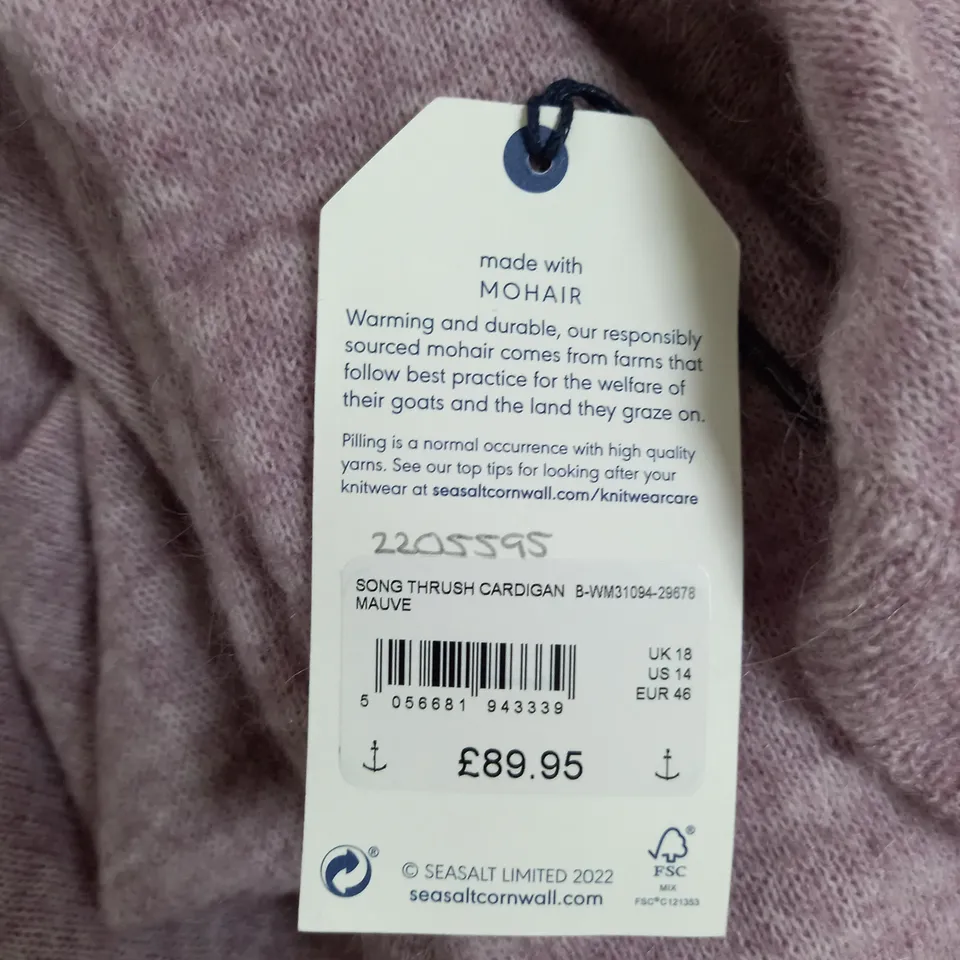 made with
MOHAIR
Warming and durable, our responsibly
sourced mohair comes from farms that
follow best practice for the welfare of
their goats and the land they graze on.
Pilling is a normal occurrence with high quality
yarns. See our top tips for looking after your
knitwear at seasaltcornwall.com/knitwearcare
2205595
SONG THRUSH CARDIGAN B-WM31094-29678
MAUVE
UK 18
US 14
EUR 46
5 056681 943339
£89.95
© SEASALT LIMITED 2022
seasaltcornwall.com
®
FSC
MIX
FSC® C121353